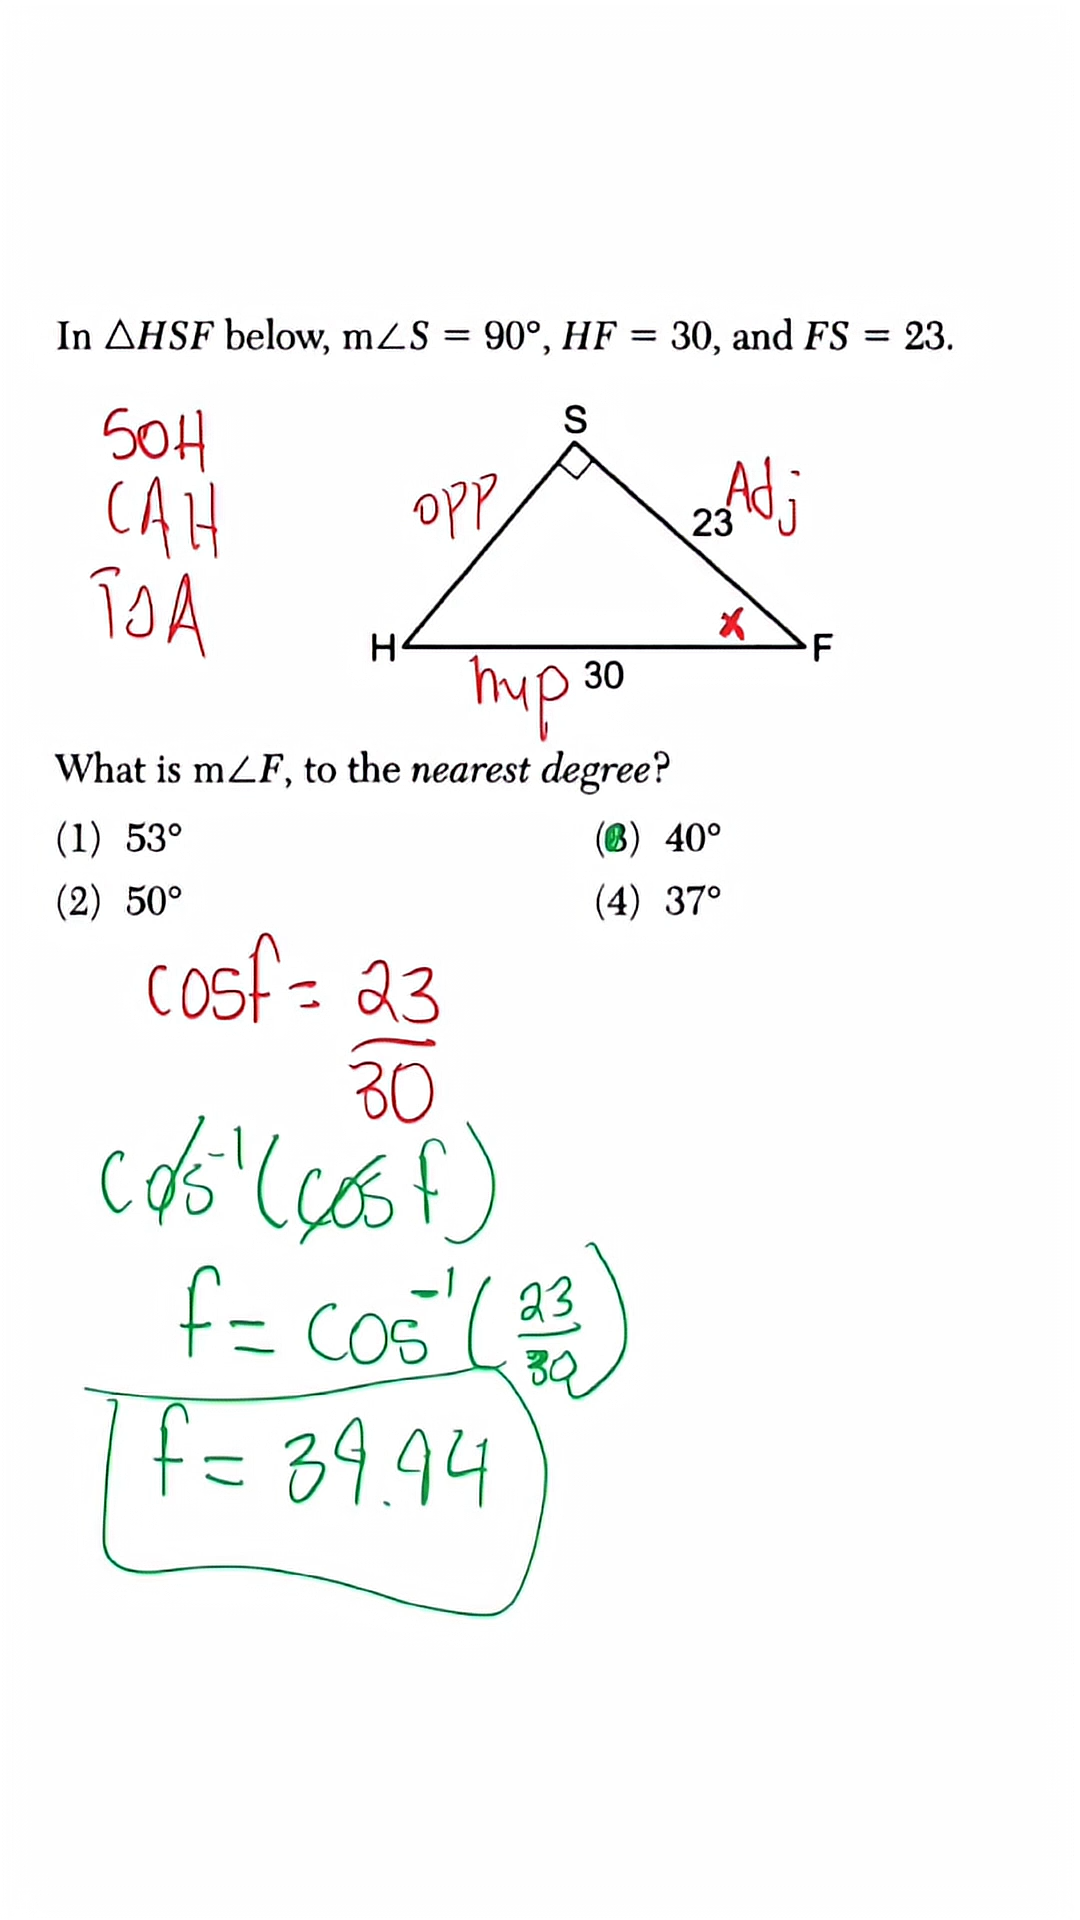 In △HSF below, m∠S = 90°, HF = 30, and FS = 23.
SOH
CAH
TOA
S
opp
Adj
23
x
H
F
hyp 30
What is m∠F, to the nearest degree?
(1) 53°
(3) 40°
(2) 50°
(4) 37°
cosf = 23/30
cos⁻¹(cos f)
f = cos⁻¹(23/30)
f = 39.94